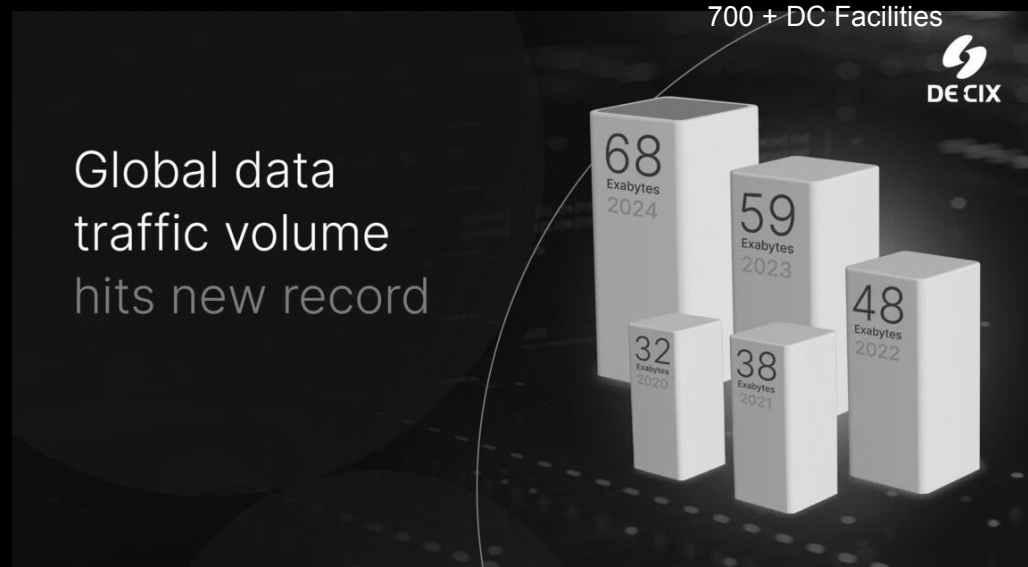 700 + DC Facilities
DE CIX
Global data
traffic volume
hits new record
68
Exabytes
2024
59
Exabytes
2023
48
Exabytes
2022
32
Exabytes
2020
38
Exabytes
2021